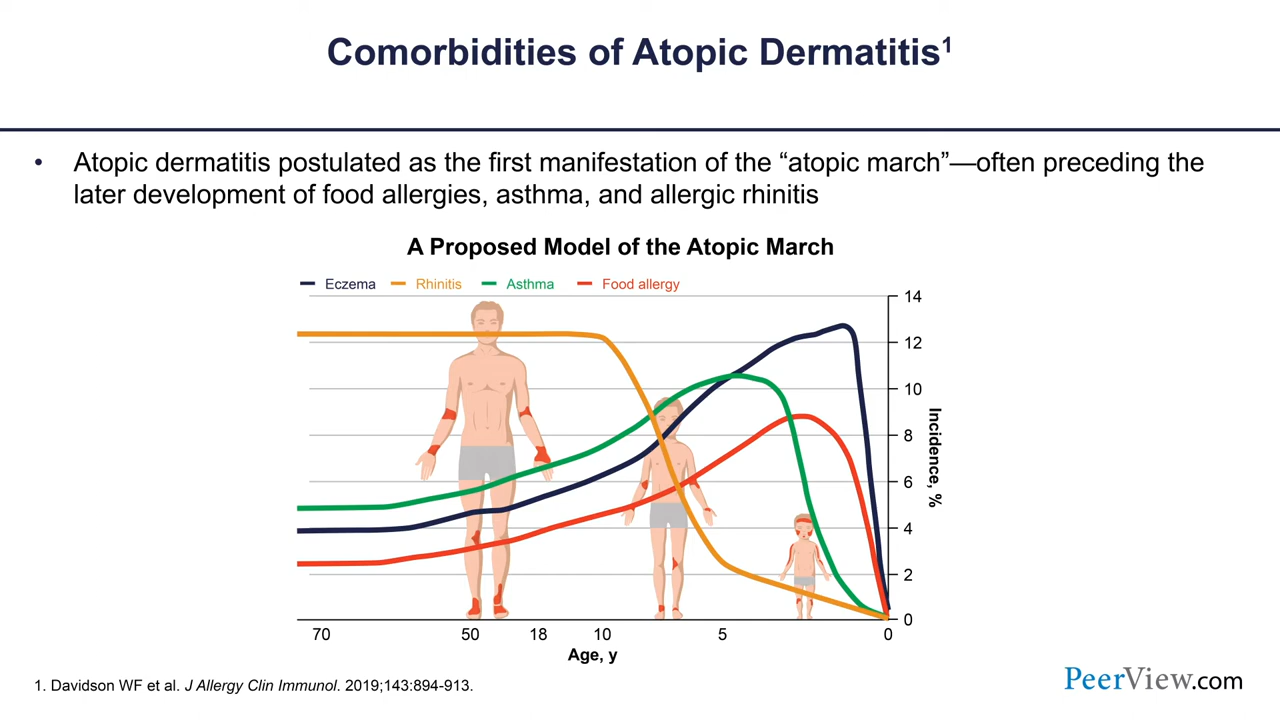 Comorbidities of Atopic Dermatitis¹
• Atopic dermatitis postulated as the first manifestation of the “atopic march”—often preceding the
later development of food allergies, asthma, and allergic rhinitis
A Proposed Model of the Atopic March
Eczema Rhinitis Asthma Food allergy
14
12
10
8
6
4
2
0
Incidence, %
70 50 18 10 5 0
Age, y
1. Davidson WF et al. J Allergy Clin Immunol. 2019;143:894-913.
PeerView.com